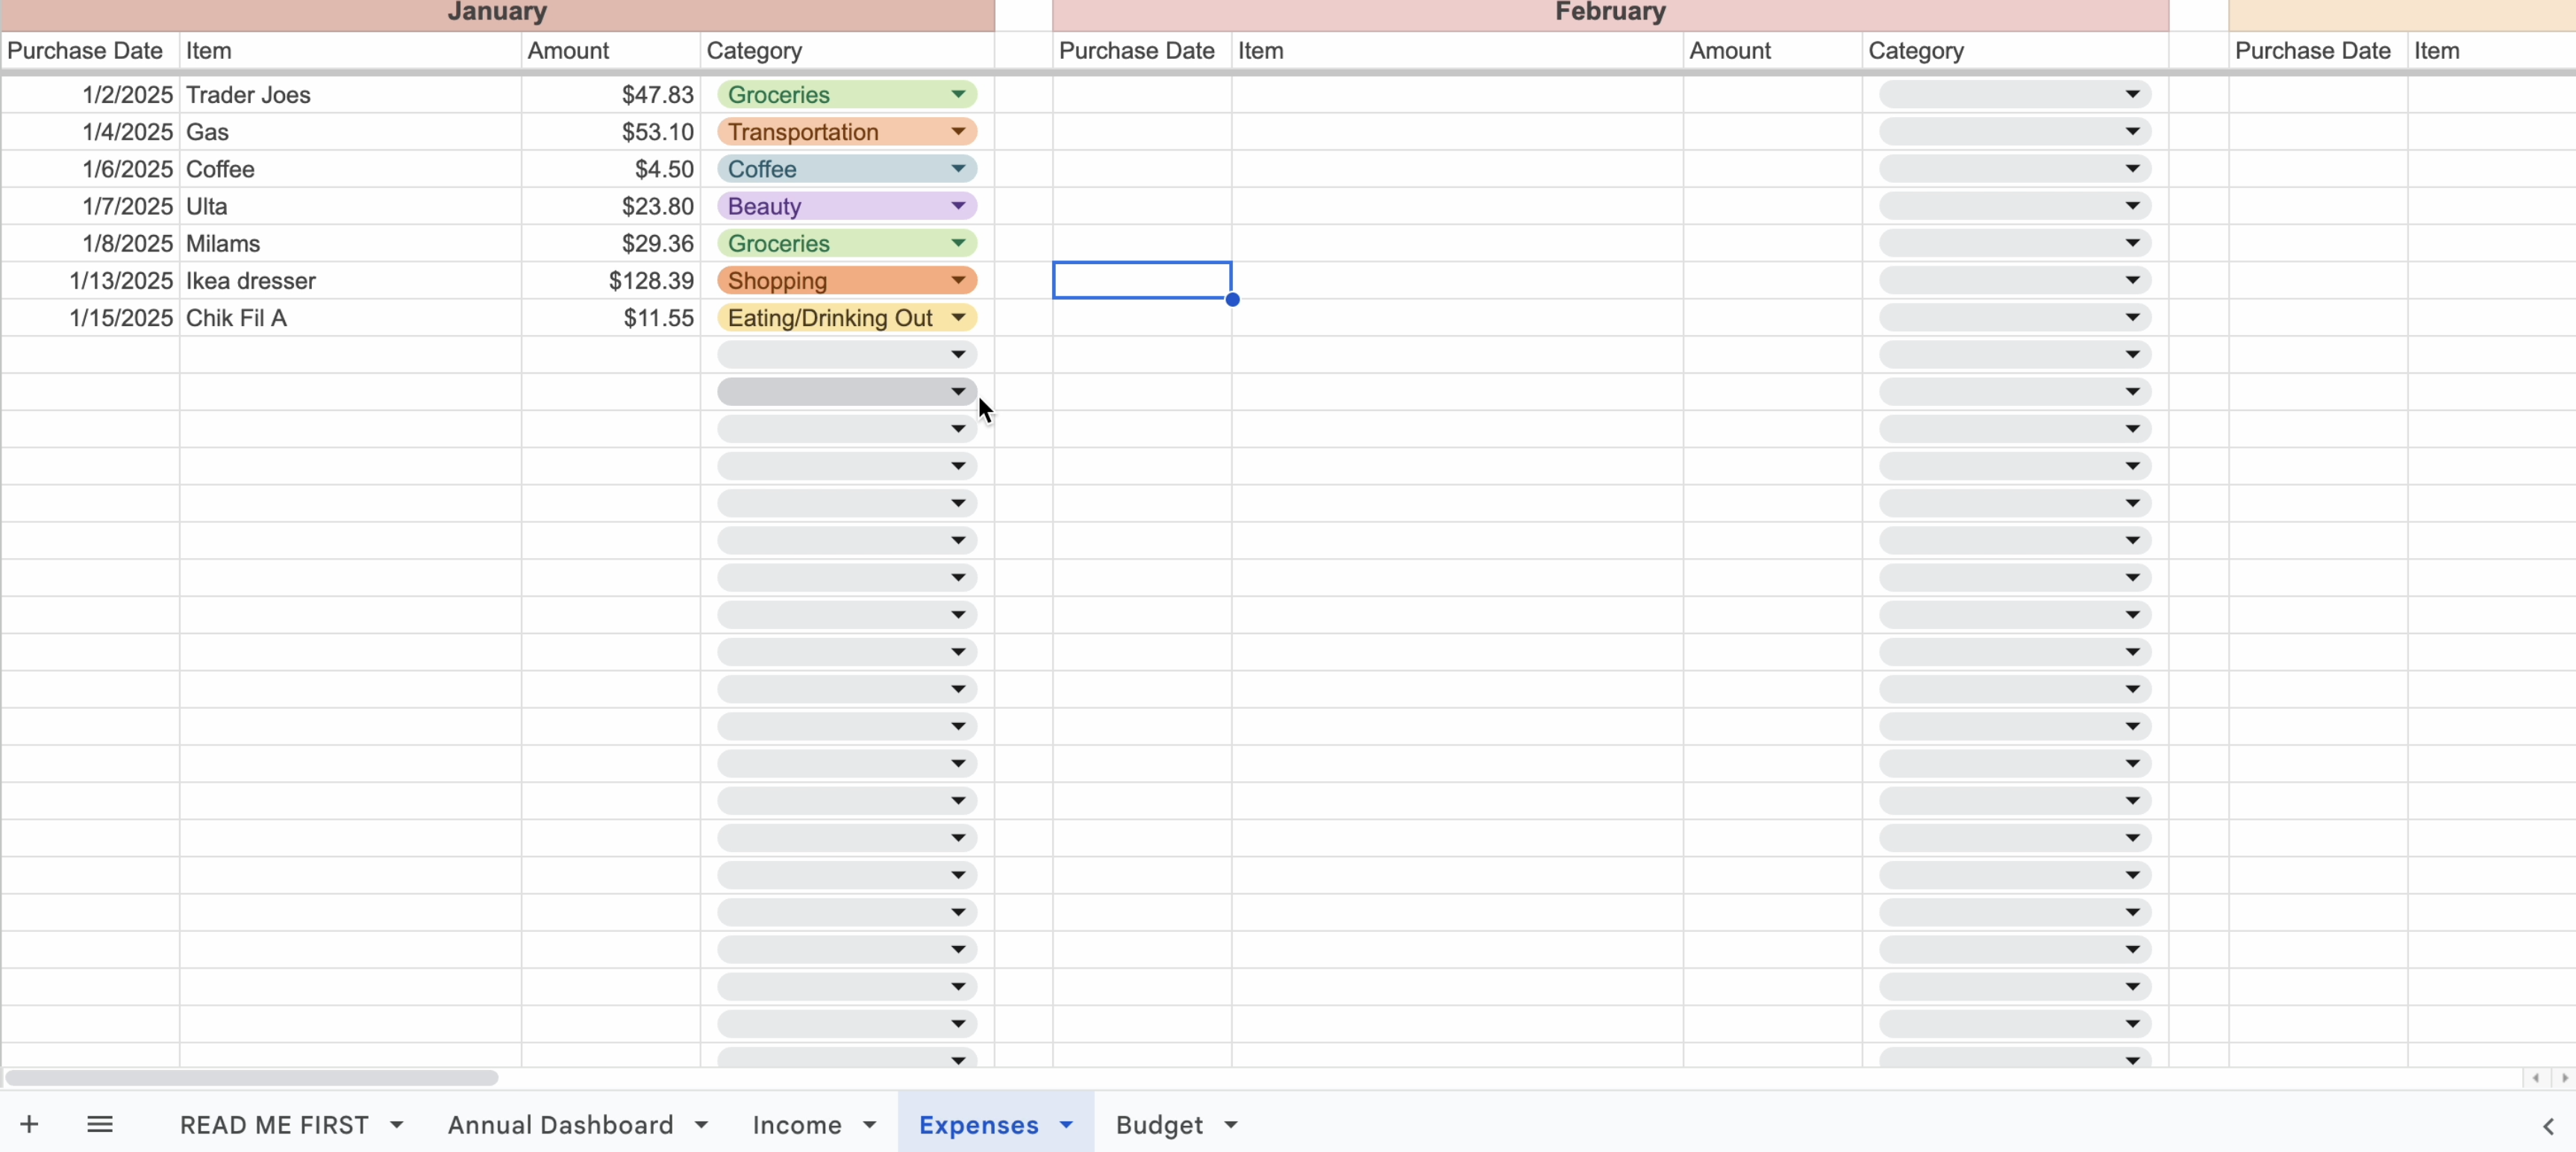 January February
Purchase Date Item Amount Category Purchase Date Item Amount Category Purchase Date Item
1/2/2025 Trader Joes $47.83 Groceries
1/4/2025 Gas $53.10 Transportation
1/6/2025 Coffee $4.50 Coffee
1/7/2025 Ulta $23.80 Beauty
1/8/2025 Milams $29.36 Groceries
1/13/2025 Ikea dresser $128.39 Shopping
1/15/2025 Chik Fil A $11.55 Eating/Drinking Out
READ ME FIRST Annual Dashboard Income Expenses Budget